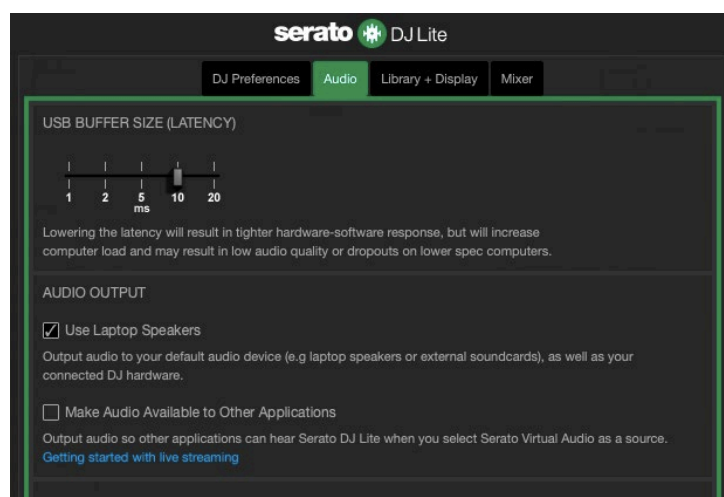 serato DJ Lite
DJ Preferences Audio Library + Display Mixer
USB BUFFER SIZE (LATENCY)
1 2 5 10 20
ms
Lowering the latency will result in tighter hardware-software response, but will increase
computer load and may result in low audio quality or dropouts on lower spec computers.
AUDIO OUTPUT
Use Laptop Speakers
Output audio to your default audio device (e.g laptop speakers or external soundcards), as well as your
connected DJ hardware.
Make Audio Available to Other Applications
Output audio so other applications can hear Serato DJ Lite when you select Serato Virtual Audio as a source.
Getting started with live streaming